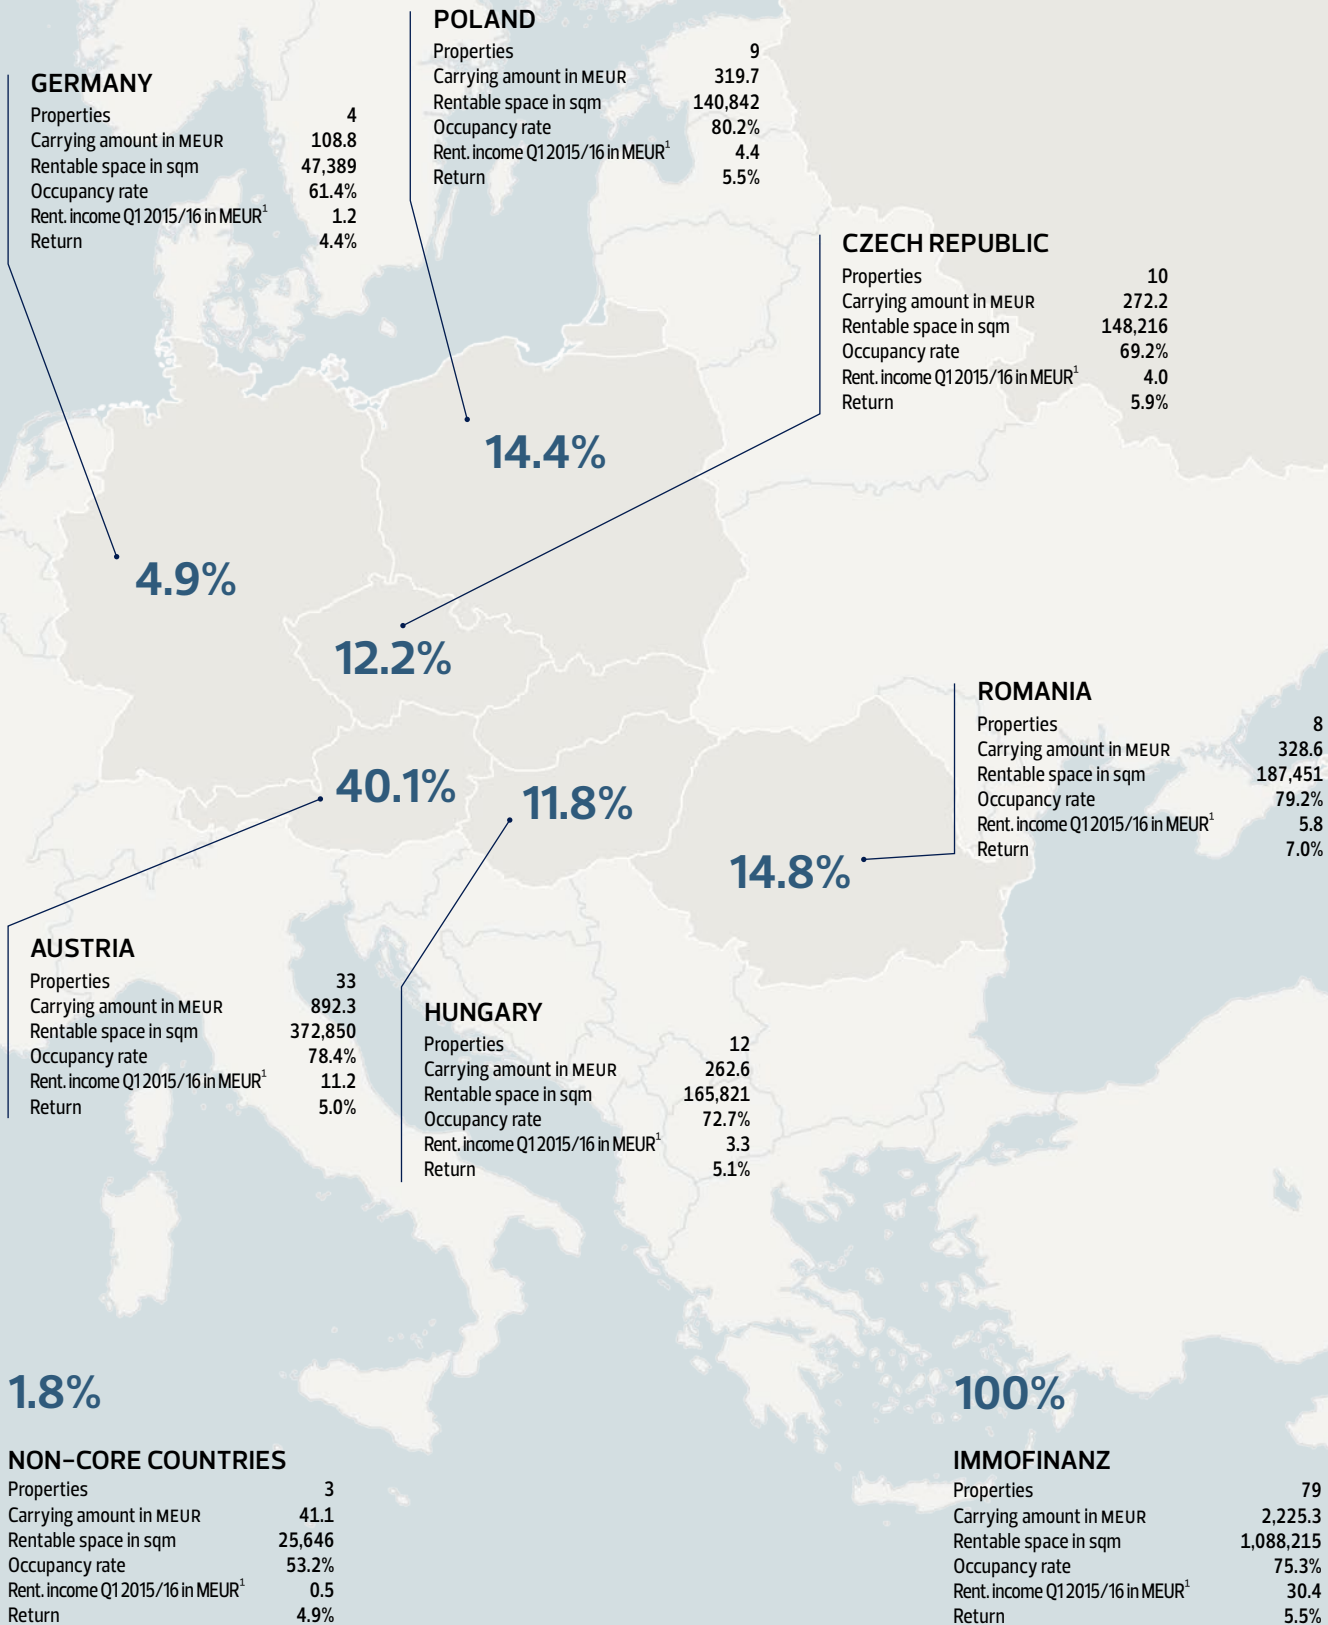 POLAND
Properties 9
Carrying amount in MEUR 319.7
Rentable space in sqm 140,842
Occupancy rate 80.2%
Rent. income Q1 2015/16 in MEUR¹ 4.4
Return 5.5%
GERMANY
Properties 4
Carrying amount in MEUR 108.8
Rentable space in sqm 47,389
Occupancy rate 61.4%
Rent. income Q1 2015/16 in MEUR¹ 1.2
Return 4.4%
CZECH REPUBLIC
Properties 10
Carrying amount in MEUR 272.2
Rentable space in sqm 148,216
Occupancy rate 69.2%
Rent. income Q1 2015/16 in MEUR¹ 4.0
Return 5.9%
14.4%
4.9%
12.2%
ROMANIA
Properties 8
Carrying amount in MEUR 328.6
Rentable space in sqm 187,451
Occupancy rate 79.2%
Rent. income Q1 2015/16 in MEUR¹ 5.8
Return 7.0%
40.1%
11.8%
14.8%
AUSTRIA
Properties 33
Carrying amount in MEUR 892.3
Rentable space in sqm 372,850
Occupancy rate 78.4%
Rent. income Q1 2015/16 in MEUR¹ 11.2
Return 5.0%
HUNGARY
Properties 12
Carrying amount in MEUR 262.6
Rentable space in sqm 165,821
Occupancy rate 72.7%
Rent. income Q1 2015/16 in MEUR¹ 3.3
Return 5.1%
1.8%
NON-CORE COUNTRIES
Properties 3
Carrying amount in MEUR 41.1
Rentable space in sqm 25,646
Occupancy rate 53.2%
Rent. income Q1 2015/16 in MEUR¹ 0.5
Return 4.9%
100%
IMMOFINANZ
Properties 79
Carrying amount in MEUR 2,225.3
Rentable space in sqm 1,088,215
Occupancy rate 75.3%
Rent. income Q1 2015/16 in MEUR¹ 30.4
Return 5.5%